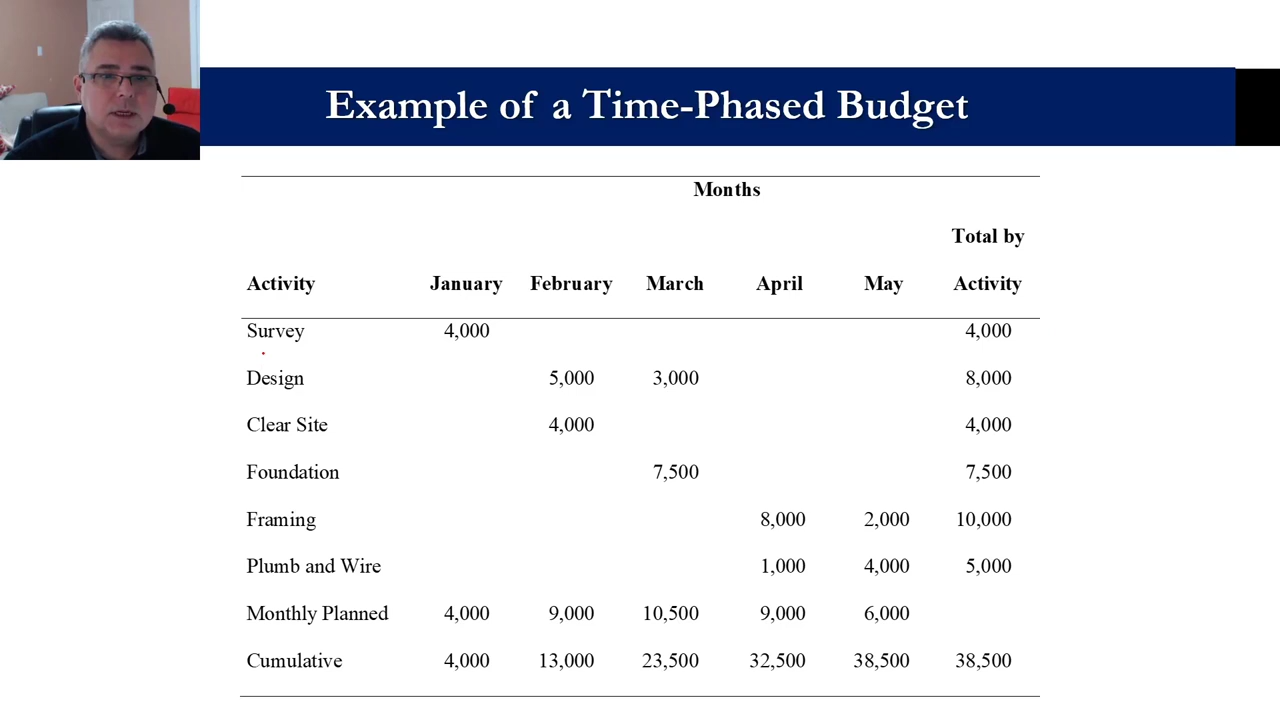 Example of a Time-Phased Budget
Months
Total by
Activity January February March April May Activity
Survey 4,000 4,000
Design 5,000 3,000 8,000
Clear Site 4,000 4,000
Foundation 7,500 7,500
Framing 8,000 2,000 10,000
Plumb and Wire 1,000 4,000 5,000
Monthly Planned 4,000 9,000 10,500 9,000 6,000
Cumulative 4,000 13,000 23,500 32,500 38,500 38,500